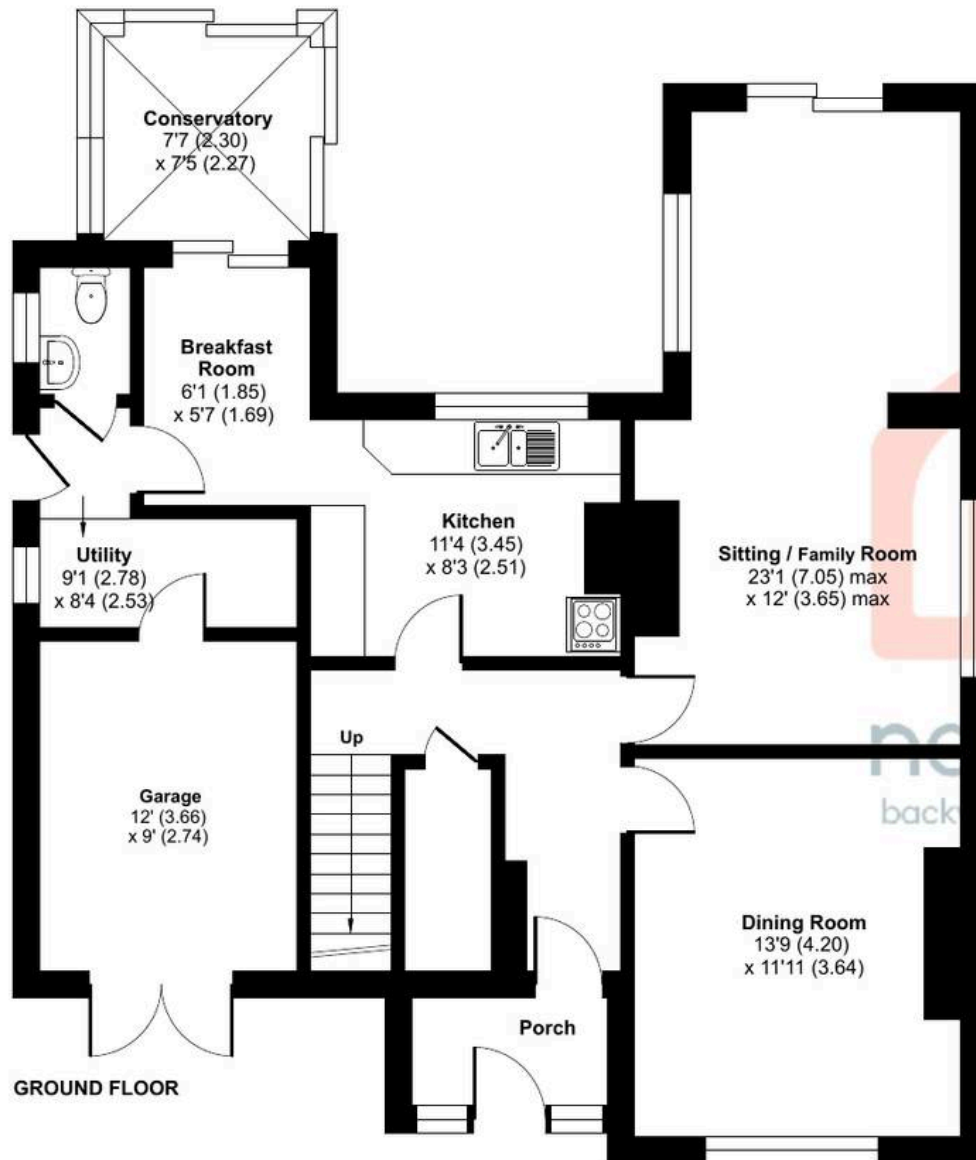 Conservatory
7'7 (2.30)
x 7'5 (2.27)
Breakfast
Room
6'1 (1.85)
x 5'7 (1.69)
Kitchen
11'4 (3.45)
x 8'3 (2.51)
Utility
9'1 (2.78)
x 8'4 (2.53)
Sitting / Family Room
23'1 (7.05) max
x 12' (3.65) max
Up
Garage
12' (3.66)
x 9' (2.74)
Dining Room
13'9 (4.20)
x 11'11 (3.64)
Porch
GROUND FLOOR